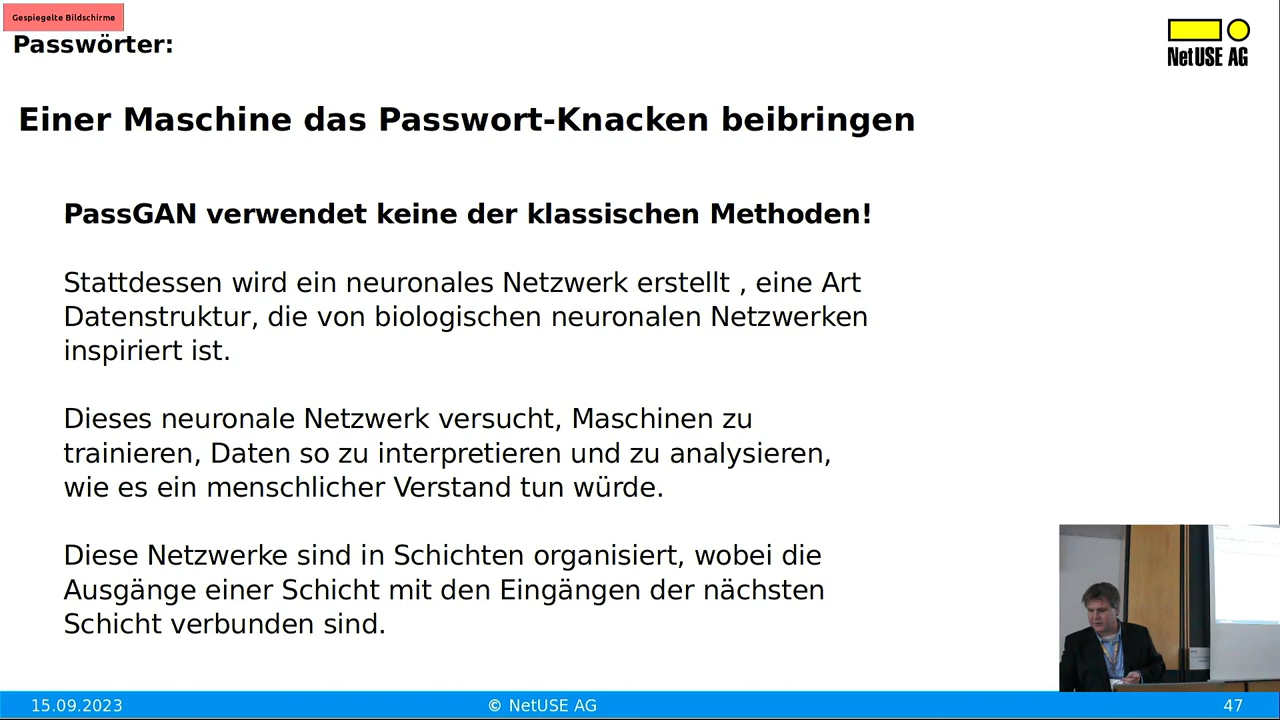 Gespiegelte Bildschirme
Passwörter:
NetUSE AG
Einer Maschine das Passwort-Knacken beibringen
PassGAN verwendet keine der klassischen Methoden!
Stattdessen wird ein neuronales Netzwerk erstellt , eine Art
Datenstruktur, die von biologischen neuronalen Netzwerken
inspiriert ist.
Dieses neuronale Netzwerk versucht, Maschinen zu
trainieren, Daten so zu interpretieren und zu analysieren,
wie es ein menschlicher Verstand tun würde.
Diese Netzwerke sind in Schichten organisiert, wobei die
Ausgänge einer Schicht mit den Eingängen der nächsten
Schicht verbunden sind.
15.09.2023
© NetUSE AG
47